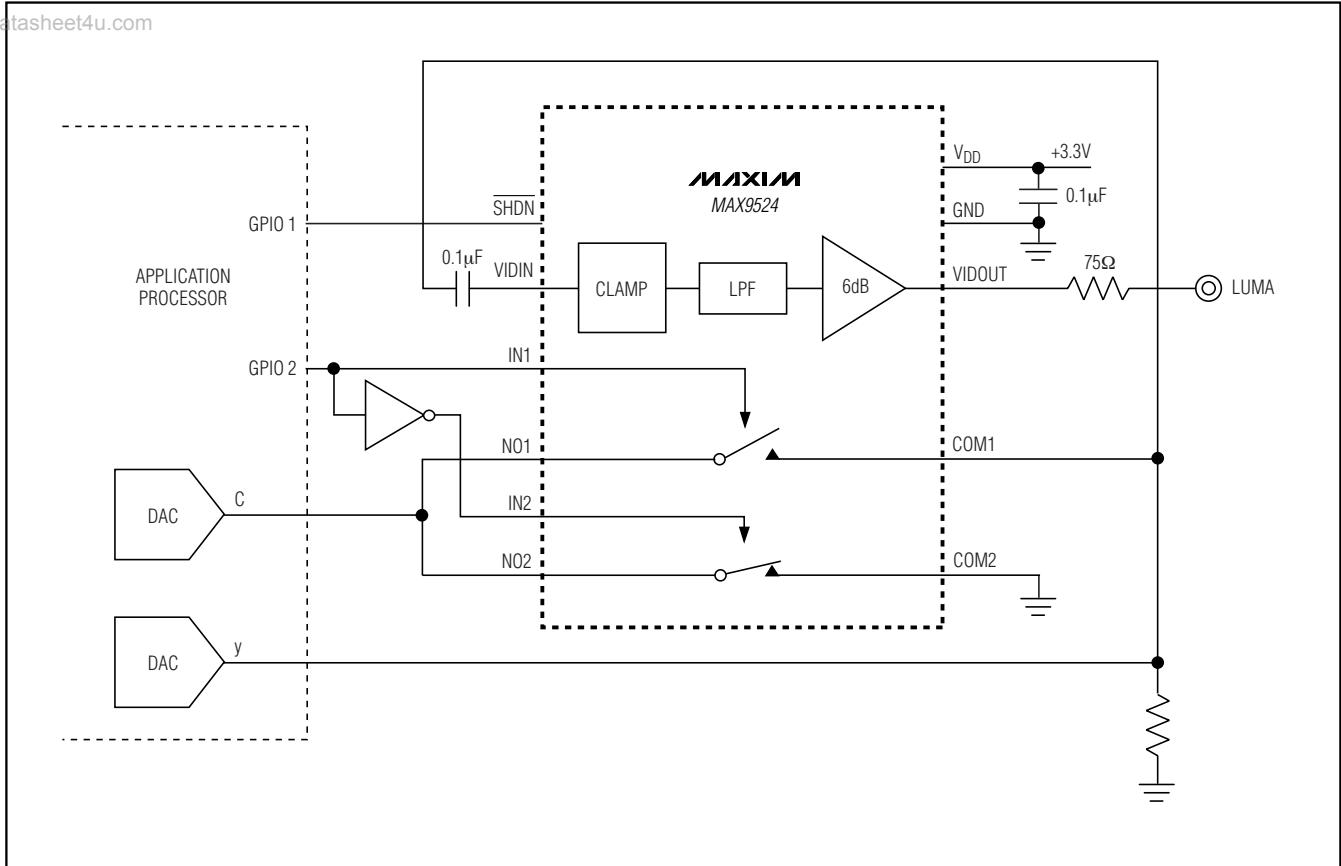 atasheet4u.com
VDD
+3.3V
MAXIM
MAX9524
SHDN
0.1µF
GPIO 1
GND
0.1µF
VIDIN
75Ω
APPLICATION
PROCESSOR
CLAMP
LPF
6dB
VIDOUT
LUMA
GPIO 2
IN1
NO1
COM1
DAC
C
IN2
NO2
COM2
DAC
y